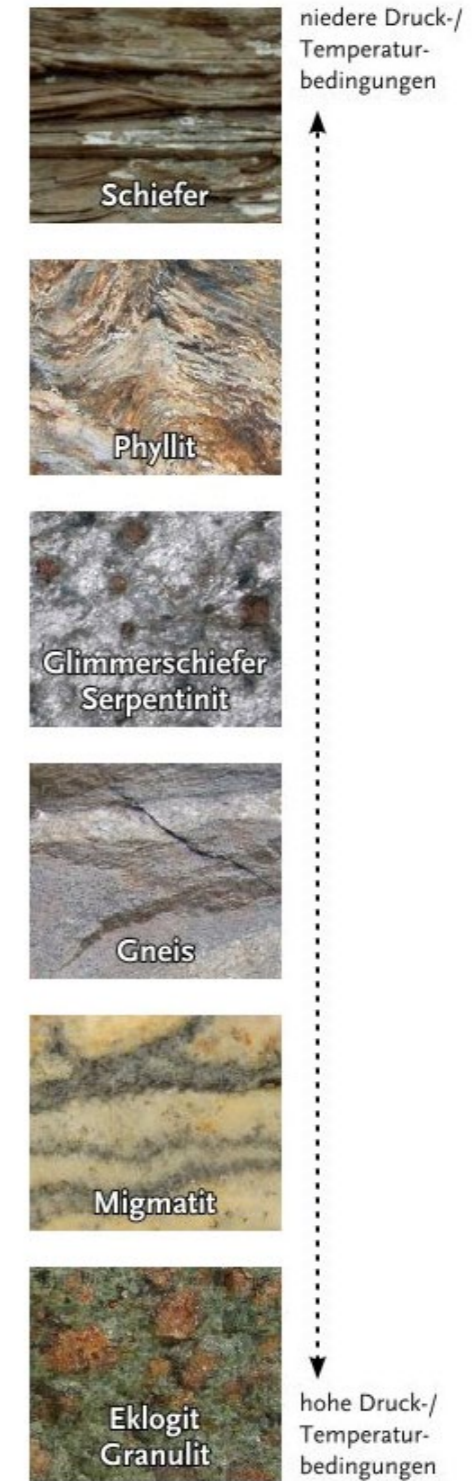 niedere Druck-/
Temperatur-
bedingungen
Schiefer
Phyllit
Glimmerschiefer
Serpentinit
Gneis
Migmatit
Eklogit
Granulit
hohe Druck-/
Temperatur-
bedingungen